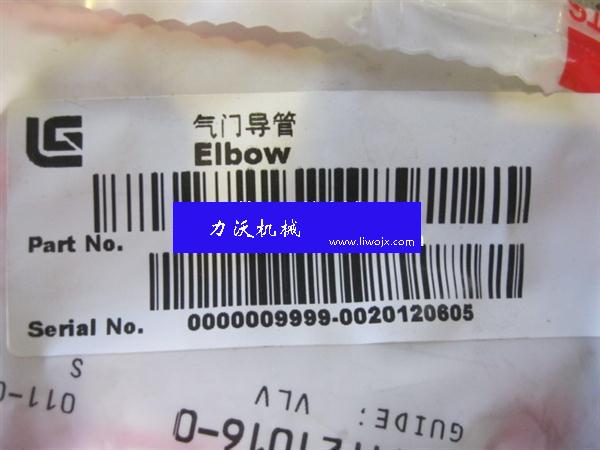 LG
气门导管
Elbow
力沃机械
www.liwojx.com
Part No.
Serial No. 0000009999-0020120605
S
011-0
GUIDE: VLV